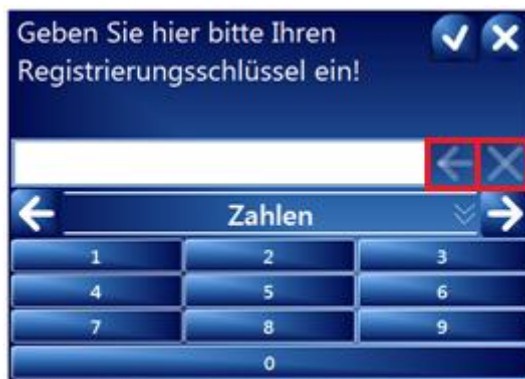 Geben Sie hier bitte Ihren
Registrierungsschlüssel ein!
Zahlen
1 2 3
4 5 6
7 8 9
0